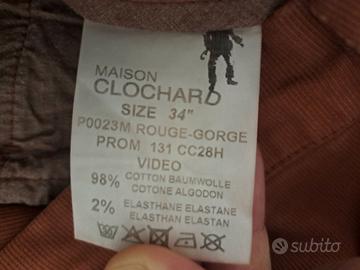 MAISON
CLOCHARD
SIZE 34"
P0023M ROUGE-GORGE
PROM 131 CC28H
VIDEO
98% COTTON BAUMWOLLE
COTONE ALGODON
2% ELASTHANE ELASTANE
ELASTHAN ELASTAN
subito